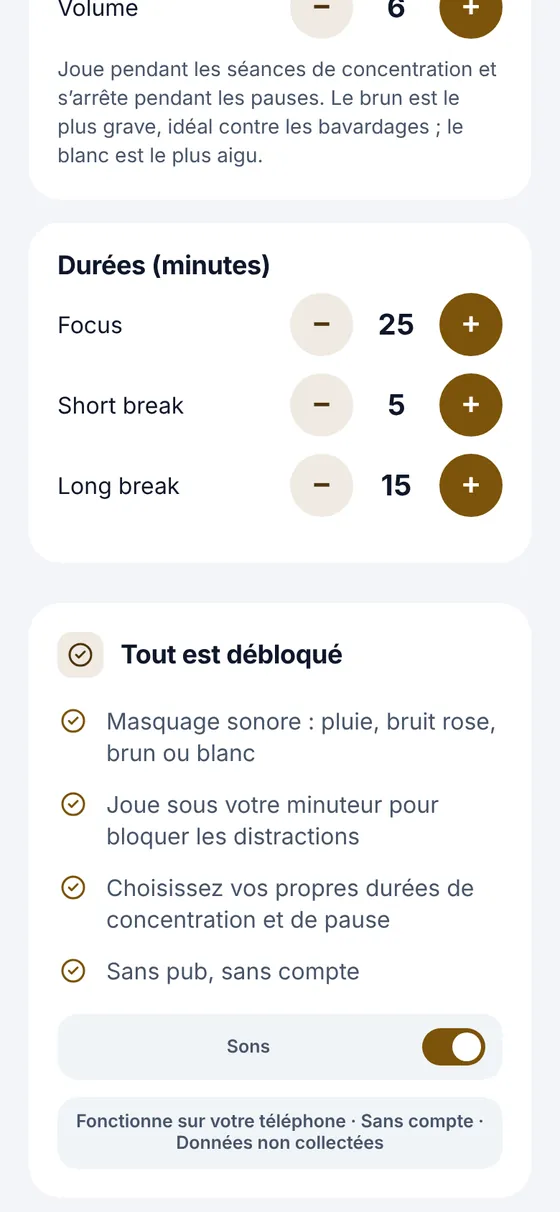 Volume
−
6
+
Joue pendant les séances de concentration et
s’arrête pendant les pauses. Le brun est le
plus grave, idéal contre les bavardages ; le
blanc est le plus aigu.
Durées (minutes)
Focus
−
25
+
Short break
−
5
+
Long break
−
15
+
Tout est débloqué
Masquage sonore : pluie, bruit rose,
brun ou blanc
Joue sous votre minuteur pour
bloquer les distractions
Choisissez vos propres durées de
concentration et de pause
Sans pub, sans compte
Sons
Fonctionne sur votre téléphone · Sans compte ·
Données non collectées